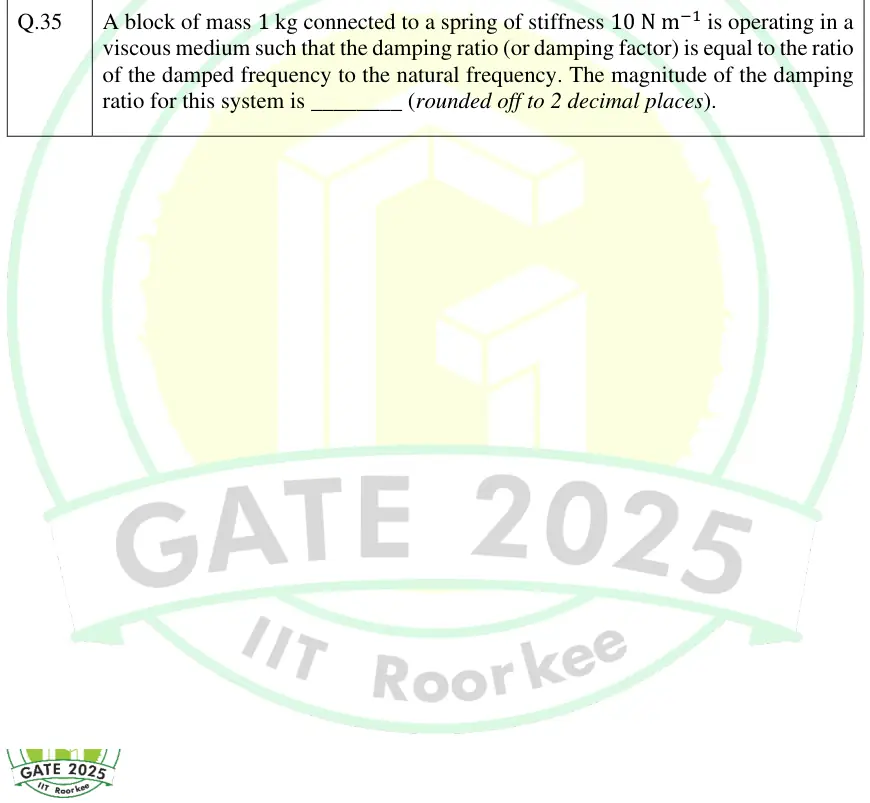 Q.35 A block of mass 1 kg connected to a spring of stiffness 10 N m⁻¹ is operating in a
viscous medium such that the damping ratio (or damping factor) is equal to the ratio
of the damped frequency to the natural frequency. The magnitude of the damping
ratio for this system is ________ (rounded off to 2 decimal places).
GATE 2025
IIT Roorkee
GATE 2025
IIT Roorkee